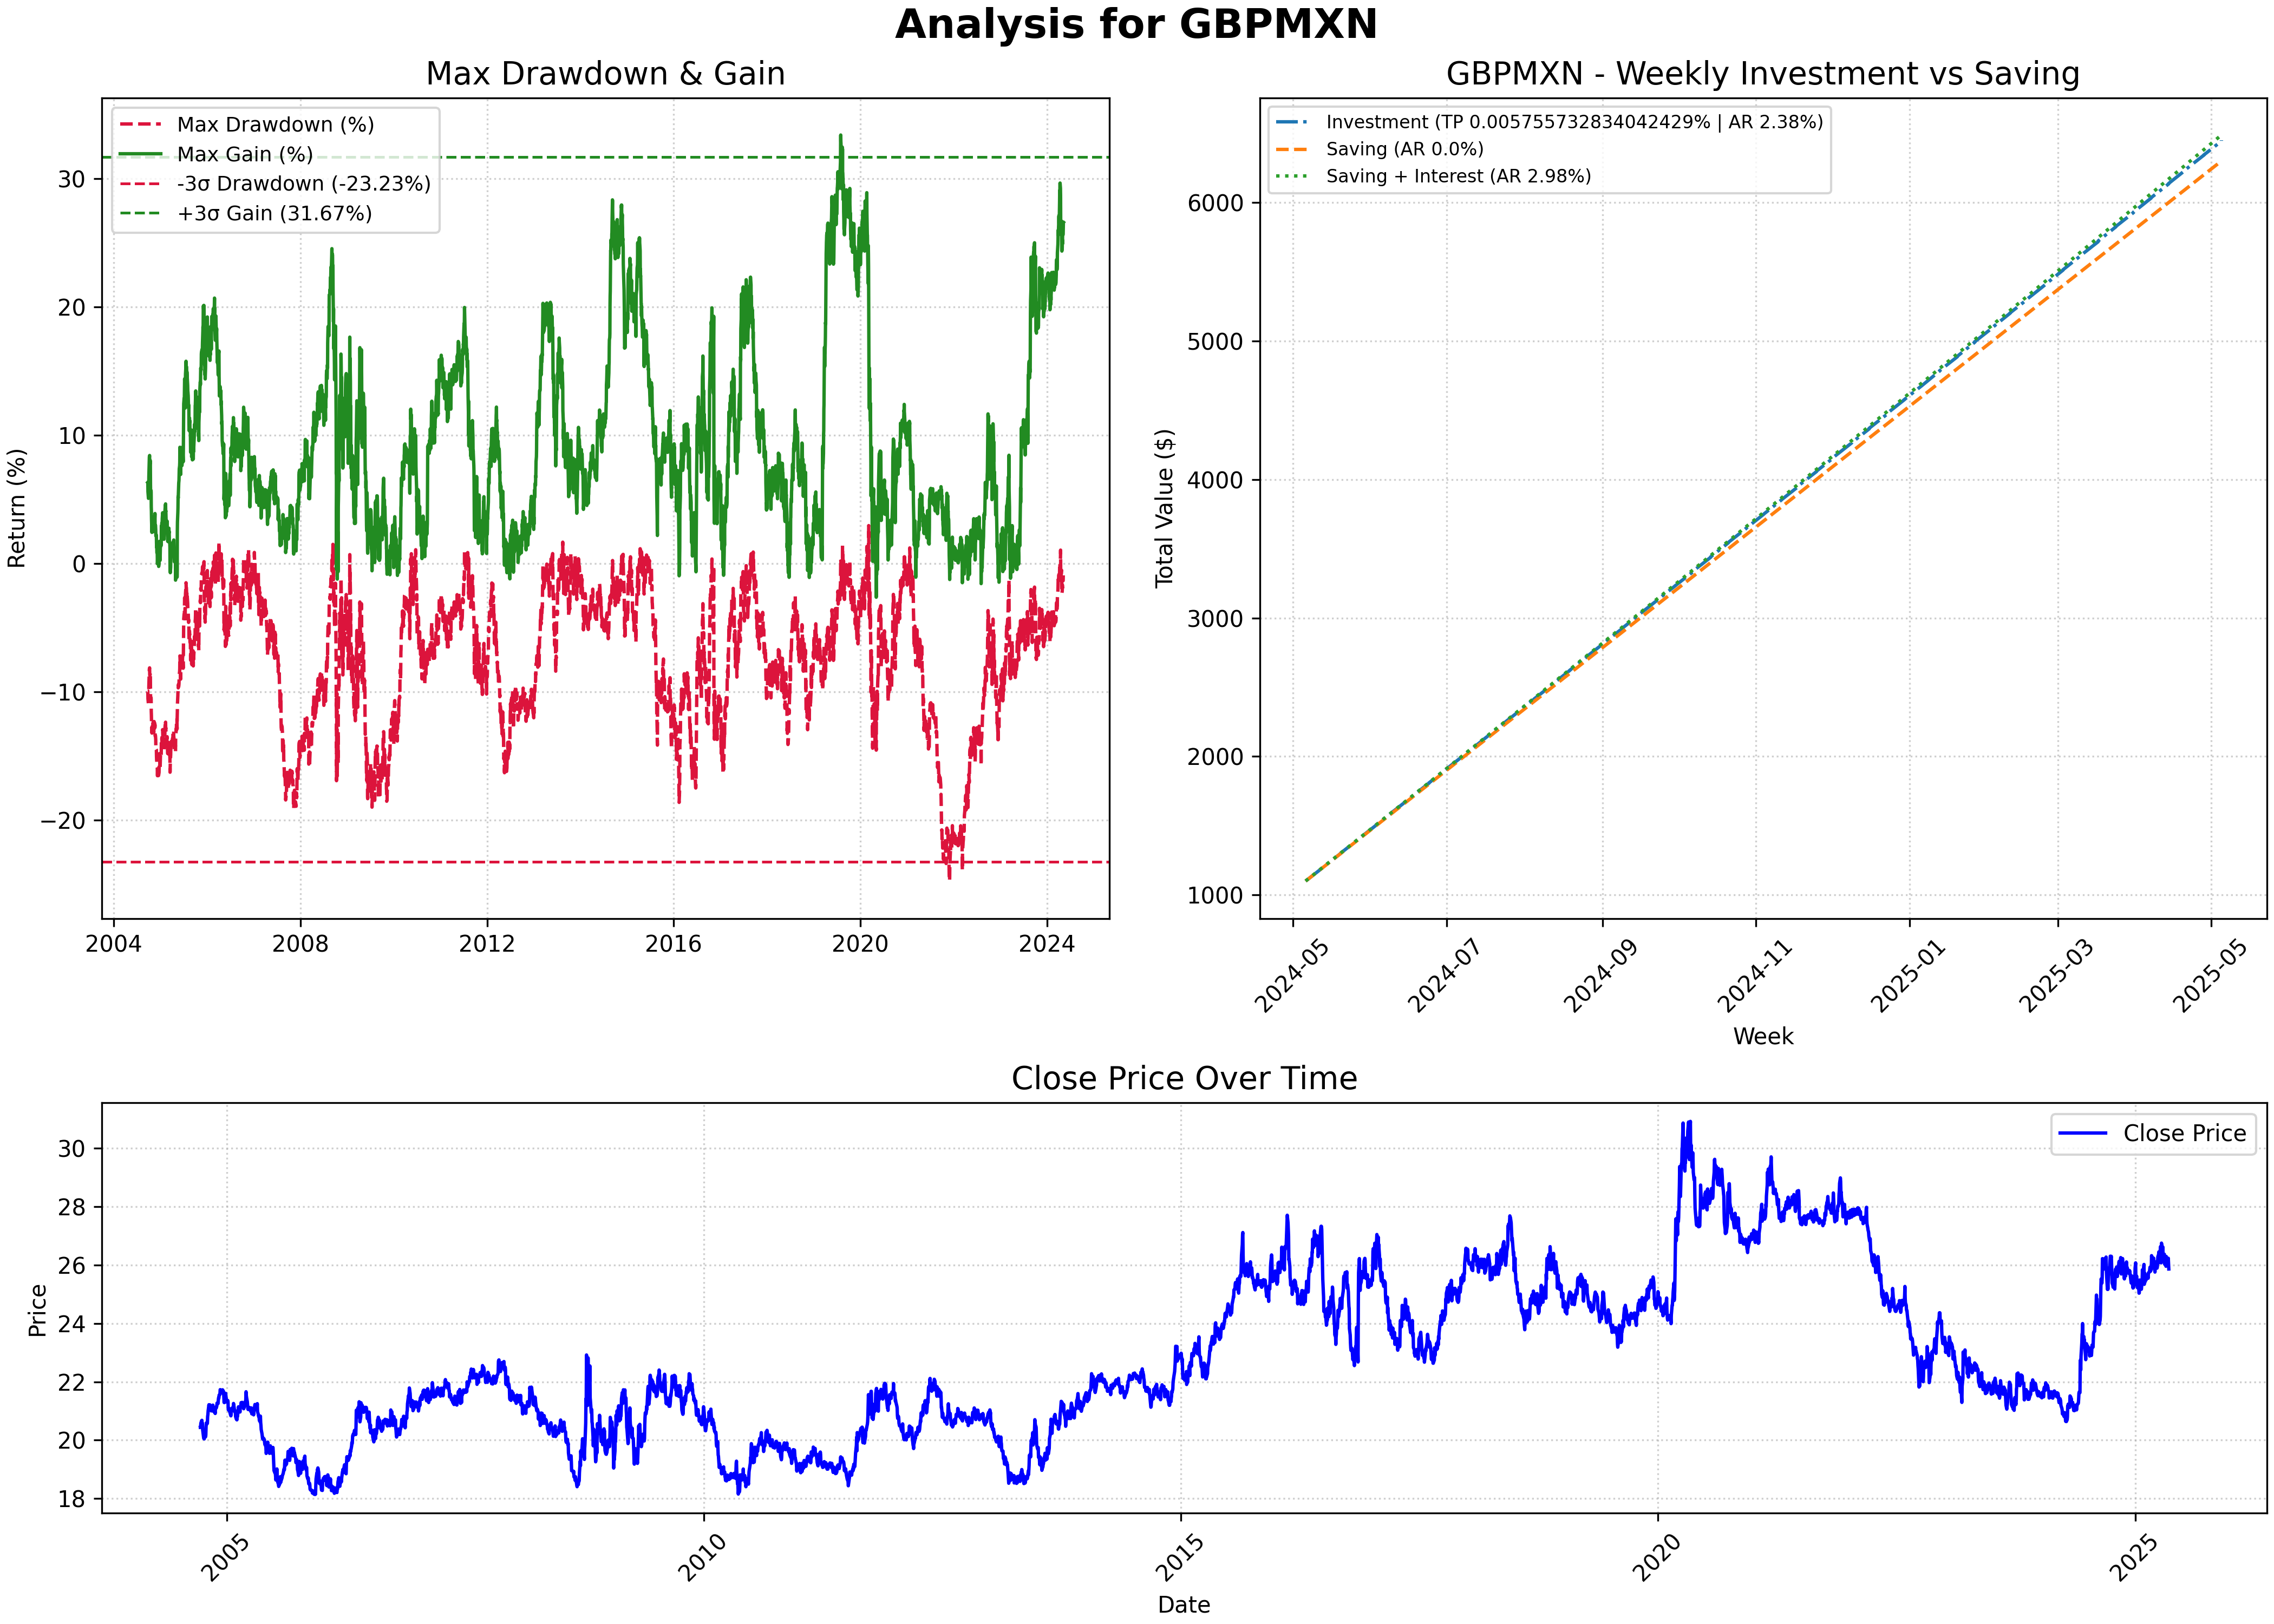 Analysis for GBPMXN
Max Drawdown & Gain
Max Drawdown (%)
Max Gain (%)
-3σ Drawdown (-23.23%)
+3σ Gain (31.67%)
Return (%)
30
20
10
0
−10
−20
2004
2008
2012
2016
2020
2024
GBPMXN - Weekly Investment vs Saving
Investment (TP 0.005755732834042429% | AR 2.38%)
Saving (AR 0.0%)
Saving + Interest (AR 2.98%)
Total Value ($)
6000
5000
4000
3000
2000
1000
2024-05
2024-07
2024-09
2024-11
2025-01
2025-03
2025-05
Week
Close Price Over Time
Close Price
Price
30
28
26
24
22
20
18
2005
2010
2015
2020
2025
Date